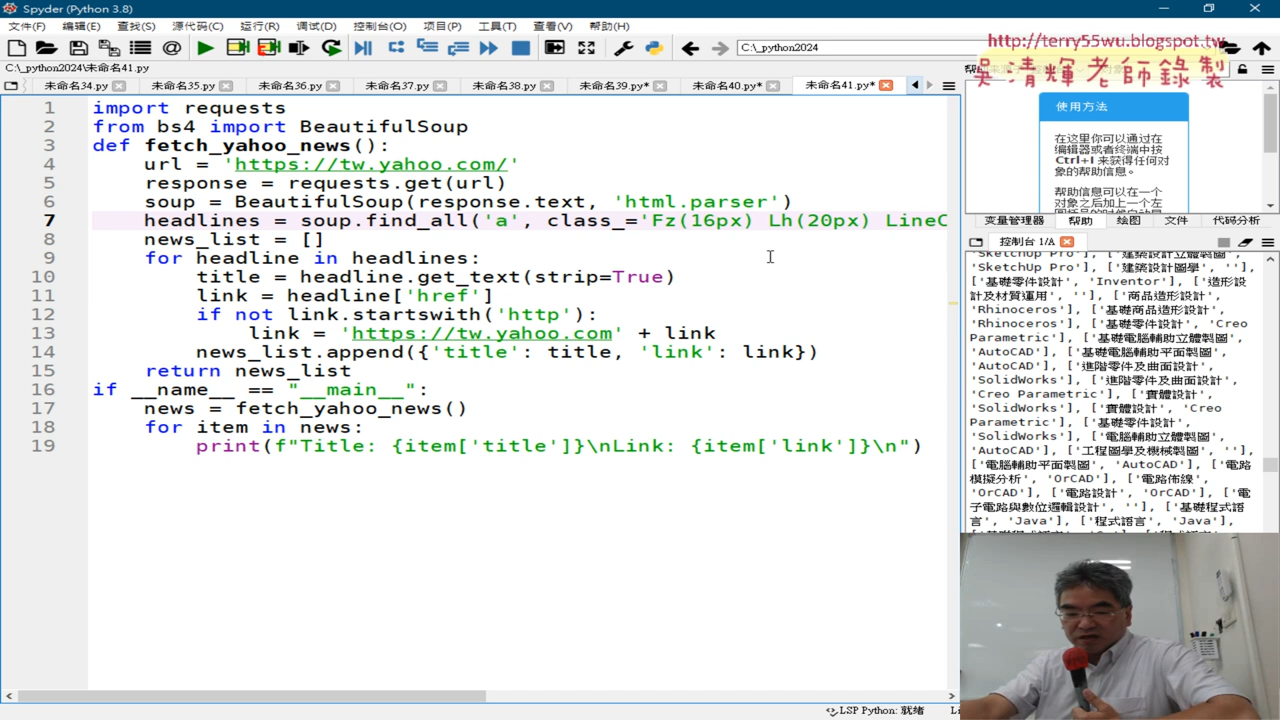 Spyder (Python 3.8)
文件(F) 编辑(E) 查找(S) 源代码(C) 运行(R) 调试(D) 控制台(O) 项目(P) 工具(T) 查看(V) 帮助(H)
C:\_python2024
http://terry55wu.blogspot.tw
吳清輝老師錄製
C:\_python2024\未命名41.py
未命名34.py 未命名35.py 未命名36.py 未命名37.py 未命名38.py 未命名39.py* 未命名40.py* 未命名41.py*
1 import requests
2 from bs4 import BeautifulSoup
3 def fetch_yahoo_news():
4 url = 'https://tw.yahoo.com/'
5 response = requests.get(url)
6 soup = BeautifulSoup(response.text, 'html.parser')
7 headlines = soup.find_all('a', class_='Fz(16px) Lh(20px) LineC
8 news_list = []
9 for headline in headlines:
10 title = headline.get_text(strip=True)
11 link = headline['href']
12 if not link.startswith('http'):
13 link = 'https://tw.yahoo.com' + link
14 news_list.append({'title': title, 'link': link})
15 return news_list
16 if __name__ == "__main__":
17 news = fetch_yahoo_news()
18 for item in news:
19 print(f"Title: {item['title']}\nLink: {item['link']}\n")
使用方法
在这里你可以通过在
编辑器或者终端中按
Ctrl+I 来获得任何对
象的帮助信息。
帮助信息可以在一个
对象之后加上一个左
变量管理器 帮助 绘图 文件 代码分析
控制台 1/A
SketchUp Pro'], ['建築設計立體製圖',
'SketchUp Pro'], ['建築設計圖學', ''],
['基礎零件設計', 'Inventor'], ['造形設
計及材質運用', ''], ['商品造形設計',
'Rhinoceros'], ['基礎商品造形設計',
'Rhinoceros'], ['基礎零件設計', 'Creo
Parametric'], ['基礎電腦輔助立體製圖',
'AutoCAD'], ['基礎電腦輔助平面製圖',
'AutoCAD'], ['進階零件及曲面設計',
'SolidWorks'], ['進階零件及曲面設計',
'Creo Parametric'], ['實體設計',
'SolidWorks'], ['實體設計', 'Creo
Parametric'], ['基礎零件設計',
'SolidWorks'], ['電腦輔助立體製圖',
'AutoCAD'], ['工程圖學及機械製圖', ''],
['電腦輔助平面製圖', 'AutoCAD'], ['電路
模擬分析', 'OrCAD'], ['電路佈線',
'OrCAD'], ['電路設計', 'OrCAD'], ['電
子電路與數位邏輯設計', ''], ['基礎程式語
言', 'Java'], ['程式語言', 'Java'],
LSP Python: 就绪